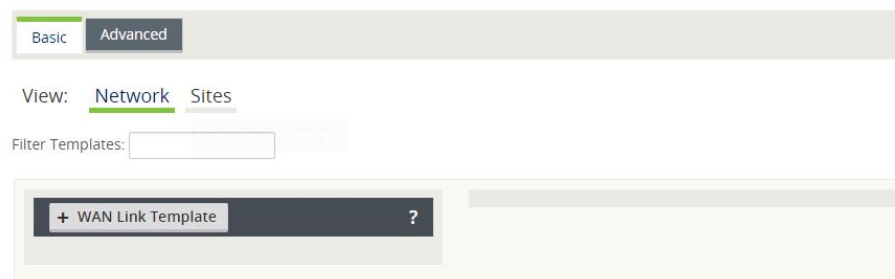 Basic Advanced
View: Network Sites
Filter Templates:
+ WAN Link Template ?